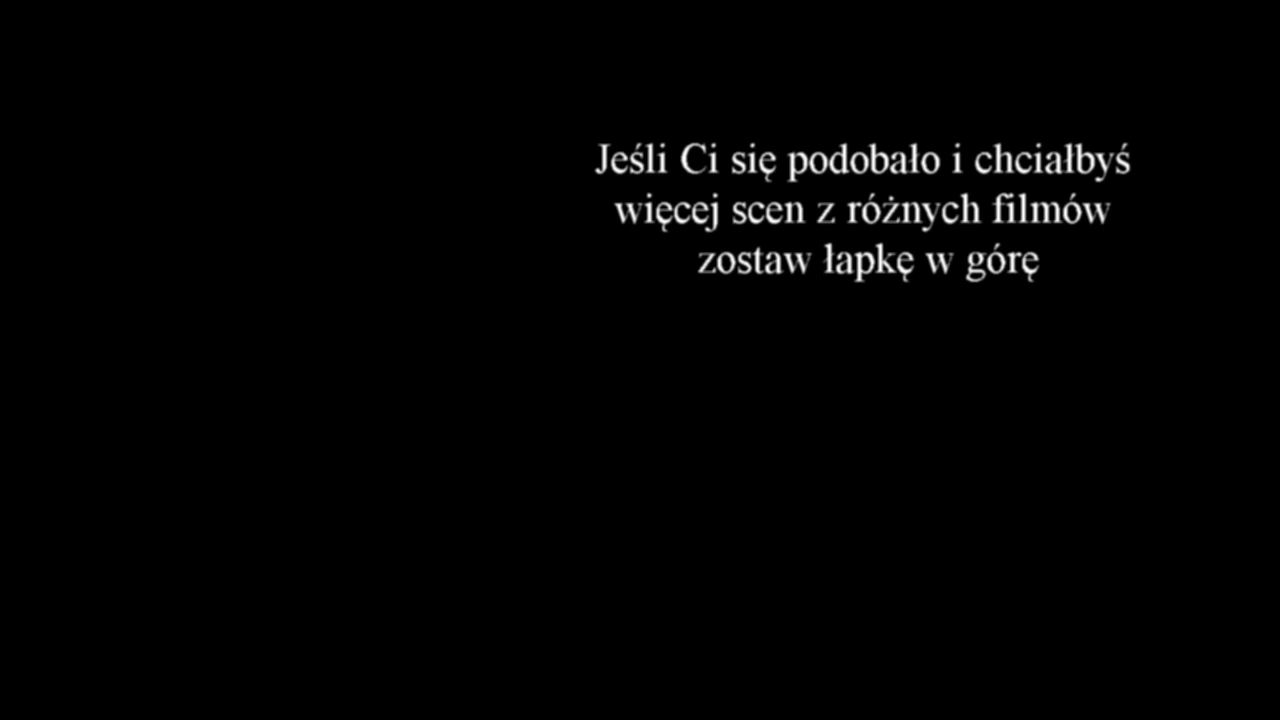 Jeśli Ci się podobało i chciałbyś
więcej scen z różnych filmów
zostaw łapkę w górę